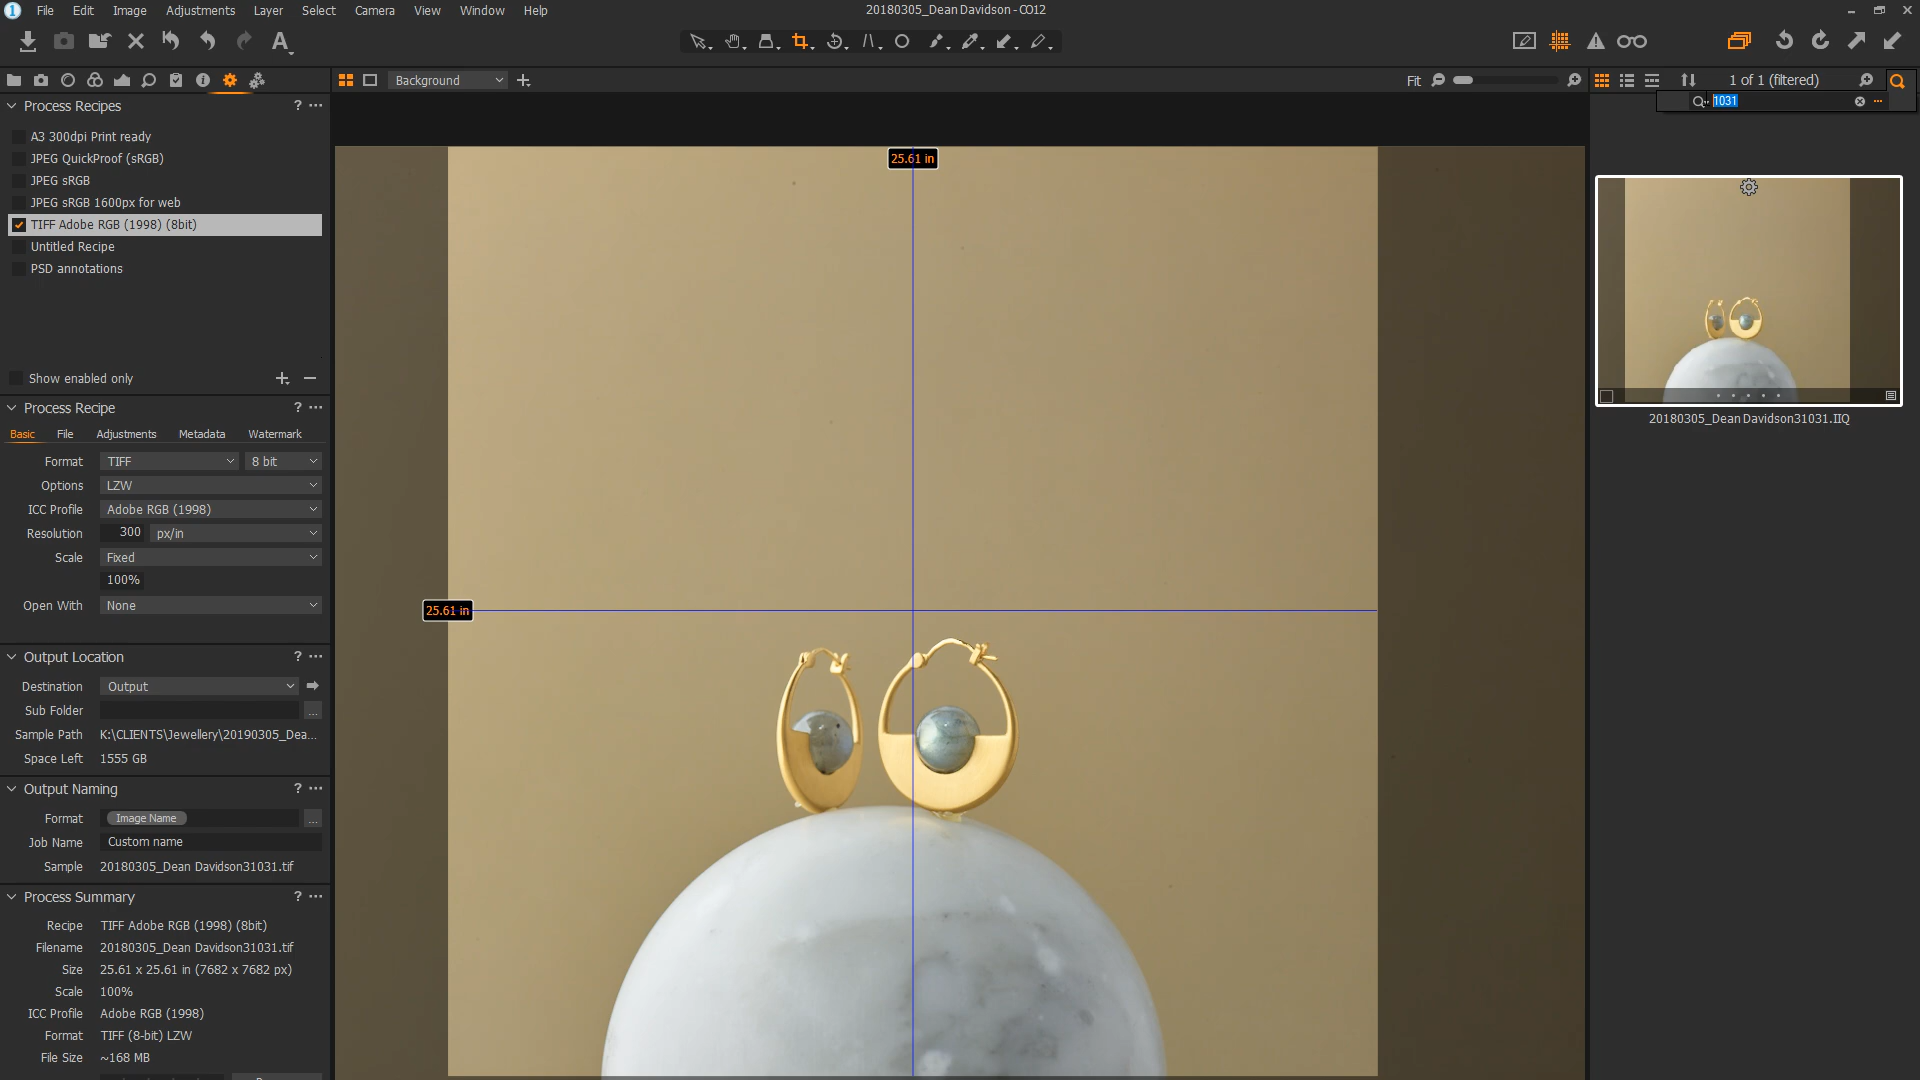 1 File Edit Image Adjustments Layer Select Camera View Window Help
20180305_Dean Davidson - CO12
A
Background
Fit
1 of 1 (filtered)
1031
Process Recipes ? ...
A3 300dpi Print ready
JPEG QuickProof (sRGB)
JPEG sRGB
JPEG sRGB 1600px for web
TIFF Adobe RGB (1998) (8bit)
Untitled Recipe
PSD annotations
Show enabled only
Process Recipe ? ...
Basic File Adjustments Metadata Watermark
Format TIFF 8 bit
Options LZW
ICC Profile Adobe RGB (1998)
Resolution 300 px/in
Scale Fixed
100%
Open With None
Output Location ? ...
Destination Output
Sub Folder ...
Sample Path K:\CLIENTS\Jewellery\20190305_Dea...
Space Left 1555 GB
Output Naming ? ...
Format Image Name ...
Job Name Custom name
Sample 20180305_Dean Davidson31031.tif
Process Summary ? ...
Recipe TIFF Adobe RGB (1998) (8bit)
Filename 20180305_Dean Davidson31031.tif
Size 25.61 x 25.61 in (7682 x 7682 px)
Scale 100%
ICC Profile Adobe RGB (1998)
Format TIFF (8-bit) LZW
File Size ~168 MB
25.61 in
25.61 in
20180305_Dean Davidson31031.IIQ